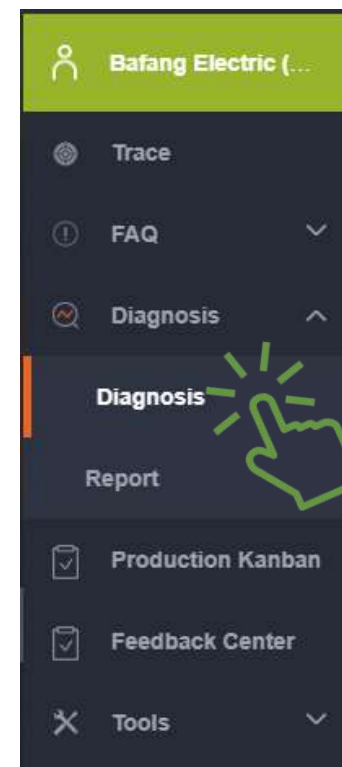 Bafang Electric (...
Trace
FAQ
Diagnosis
Diagnosis
Report
Production Kanban
Feedback Center
Tools